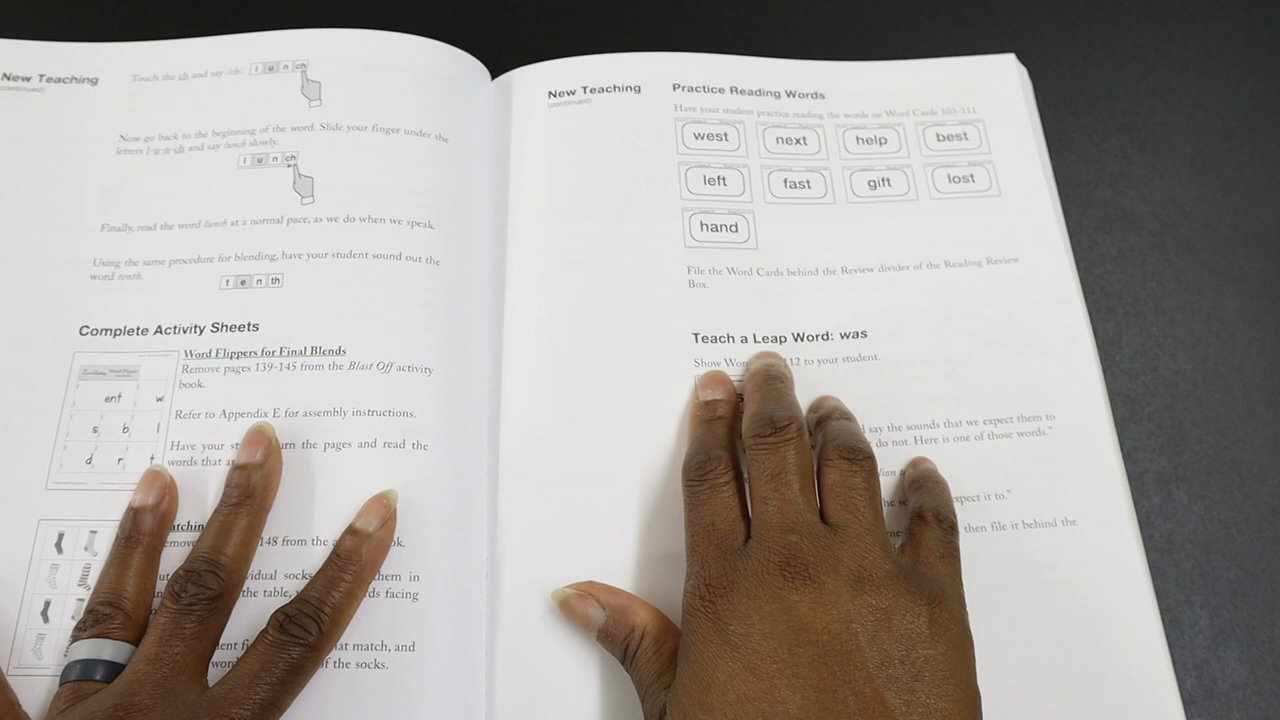 New Teaching
(continued)
Touch the ch and say /ch/.
l u n ch
Now go back to the beginning of the word. Slide your finger under the
letters l-u-n-ch and say lunch slowly.
l u n ch
Finally, read the word lunch at a normal pace, as we do when we speak.
Using the same procedure for blending, have your student sound out the
word tenth.
t e n th
Complete Activity Sheets
Word Flippers for Final Blends
Remove pages 139-145 from the Blast Off activity
book.
Refer to Appendix E for assembly instructions.
Have your st urn the pages and read the
words that
ent w
s b l
d r t
atchin
148 from the
vidual socks hem in
the table, ds facing
ent fi at match, and
word of the socks.
New Teaching
(continued)
Practice Reading Words
Have your student practice reading the words on Word Cards 103-111.
west next help best
left fast gift lost
hand
File the Word Cards behind the Review divider of the Reading Review
Box.
Teach a Leap Word: was
Show Wor 112 to your student.
say the sounds that we expect them to
do not. Here is one of those words."
xpect it to."
then file it behind the